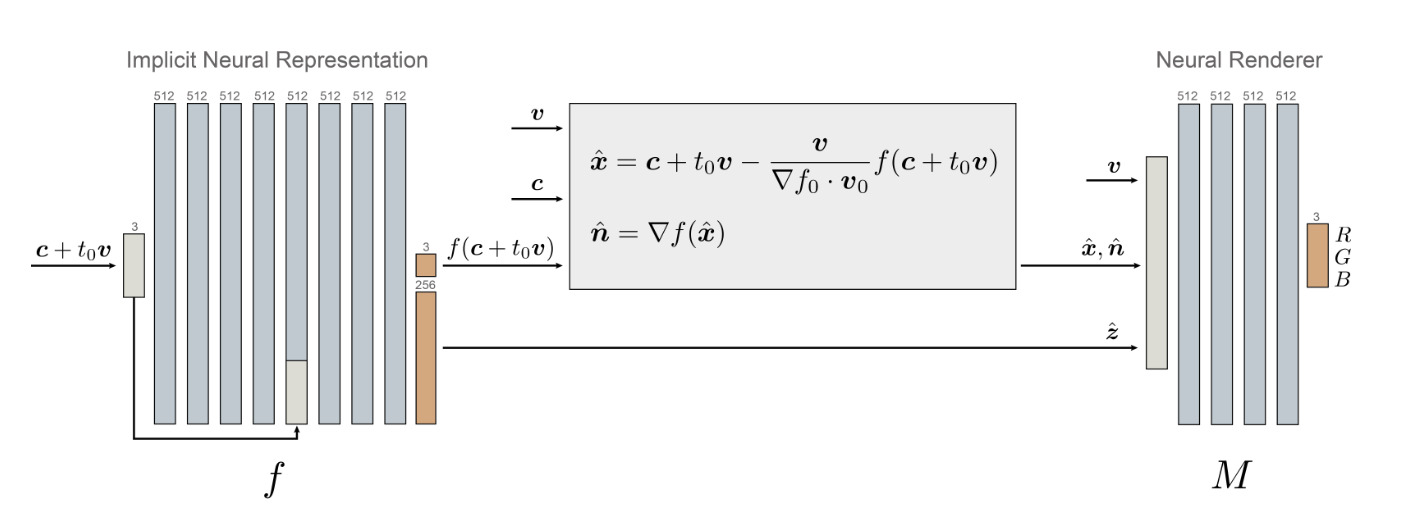 Implicit Neural Representation
Neural Renderer
512 512 512 512 512 512 512 512
512 512 512 512
v
x̂ = c + t₀v − v / (∇f₀ · v₀) f(c + t₀v)
c
n̂ = ∇f(x̂)
3
c + t₀v
3
f(c + t₀v)
256
v
x̂, n̂
ẑ
3
R
G
B
f
M